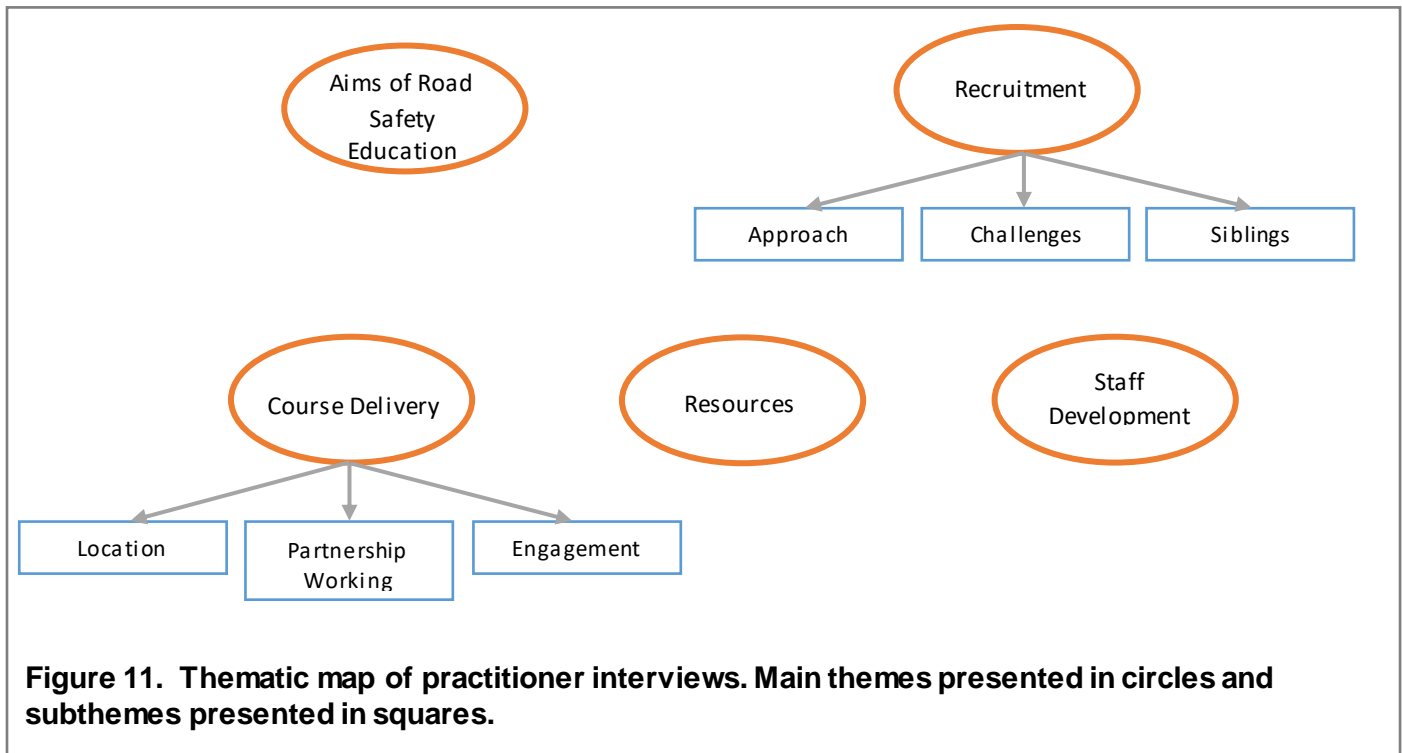 Aims of Road
Safety
Education
Recruitment
Approach
Challenges
Siblings
Course Delivery
Resources
Staff
Development
Location
Partnership
Working
Engagement
Figure 11. Thematic map of practitioner interviews. Main themes presented in circles and
subthemes presented in squares.